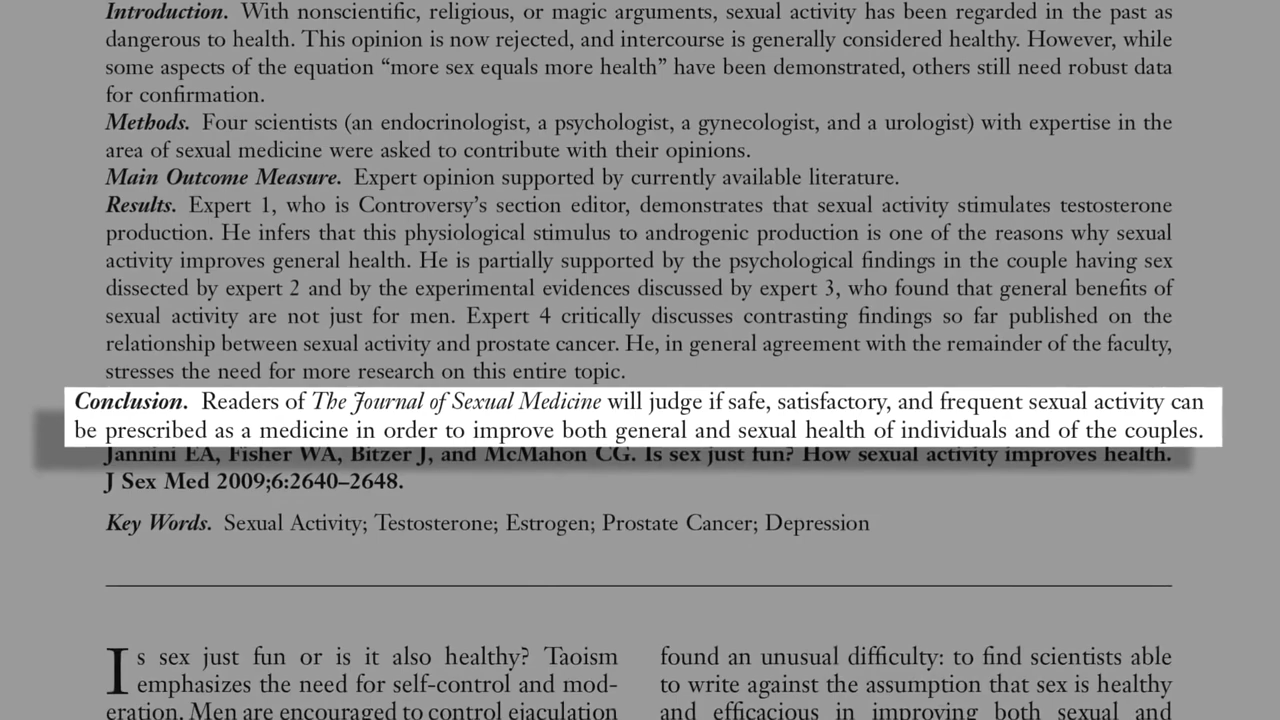 Introduction. With nonscientific, religious, or magic arguments, sexual activity has been regarded in the past as
dangerous to health. This opinion is now rejected, and intercourse is generally considered healthy. However, while
some aspects of the equation “more sex equals more health” have been demonstrated, others still need robust data
for confirmation.
Methods. Four scientists (an endocrinologist, a psychologist, a gynecologist, and a urologist) with expertise in the
area of sexual medicine were asked to contribute with their opinions.
Main Outcome Measure. Expert opinion supported by currently available literature.
Results. Expert 1, who is Controversy’s section editor, demonstrates that sexual activity stimulates testosterone
production. He infers that this physiological stimulus to androgenic production is one of the reasons why sexual
activity improves general health. He is partially supported by the psychological findings in the couple having sex
dissected by expert 2 and by the experimental evidences discussed by expert 3, who found that general benefits of
sexual activity are not just for men. Expert 4 critically discusses contrasting findings so far published on the
relationship between sexual activity and prostate cancer. He, in general agreement with the remainder of the faculty,
stresses the need for more research on this entire topic.
Conclusion. Readers of The Journal of Sexual Medicine will judge if safe, satisfactory, and frequent sexual activity can
be prescribed as a medicine in order to improve both general and sexual health of individuals and of the couples.
Jannini EA, Fisher WA, Bitzer J, and McMahon CG. Is sex just fun? How sexual activity improves health.
J Sex Med 2009;6:2640–2648.
Key Words. Sexual Activity; Testosterone; Estrogen; Prostate Cancer; Depression
Is sex just fun or is it also healthy? Taoism
emphasizes the need for self-control and mod-
eration. Men are encouraged to control ejaculation
found an unusual difficulty: to find scientists able
to write against the assumption that sex is healthy
and efficacious in improving both sexual and